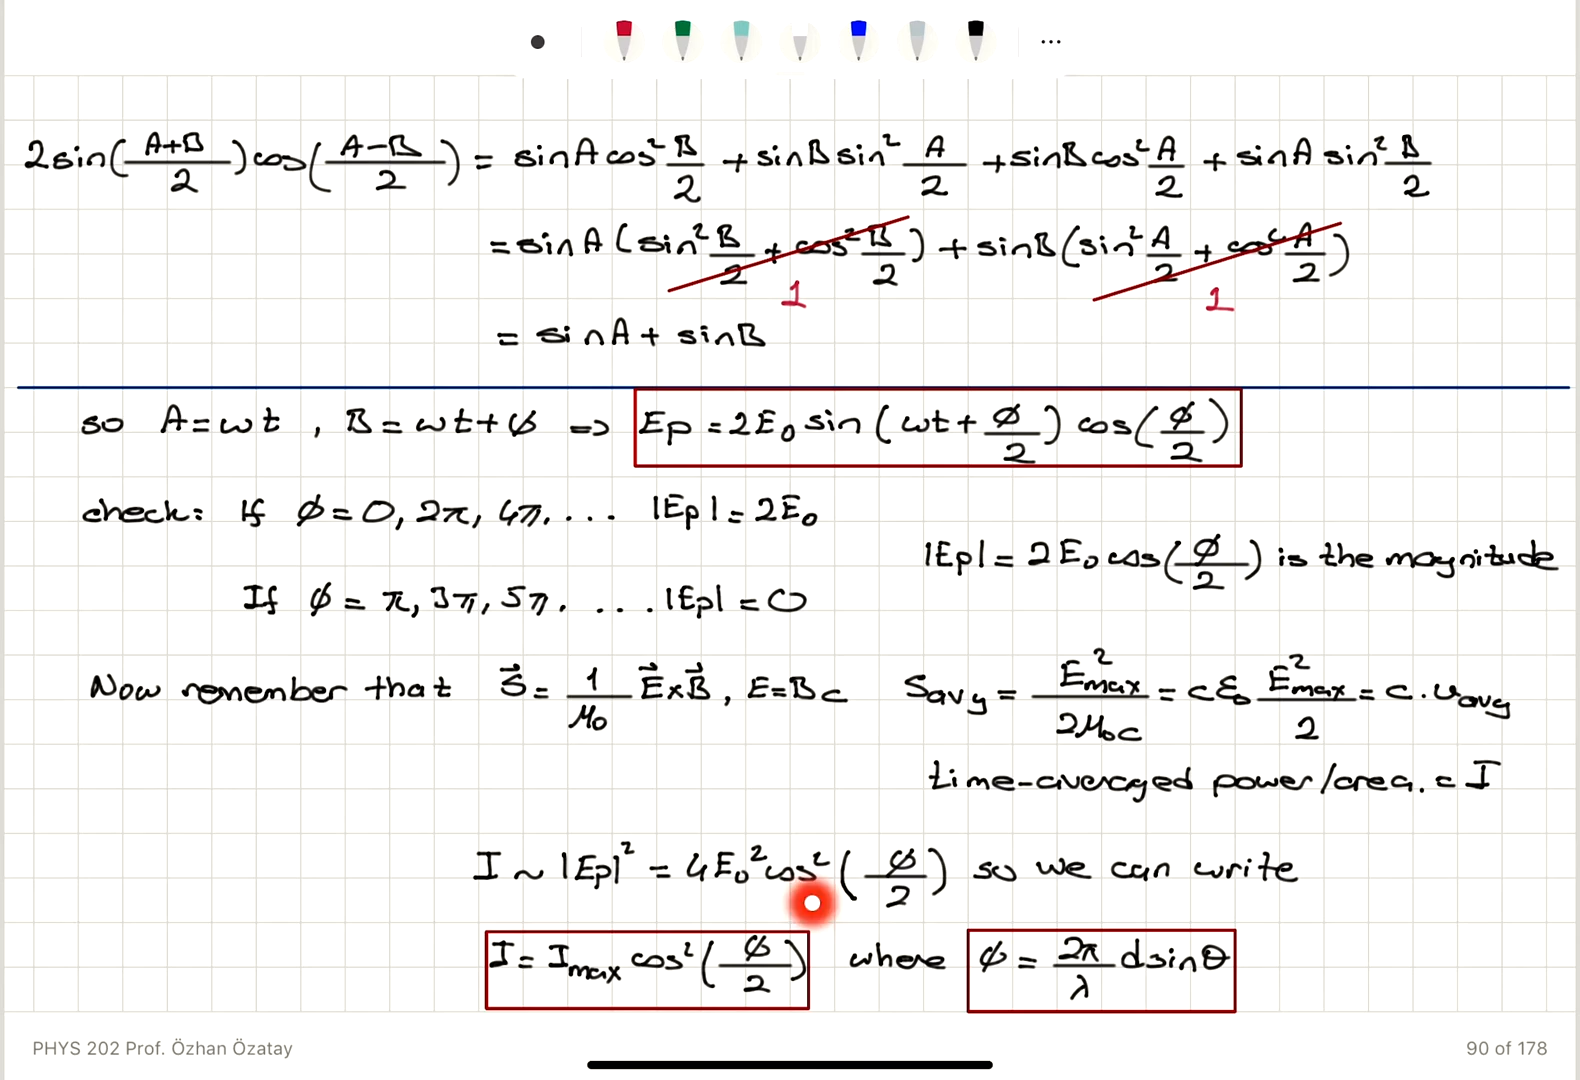 2sin((A+B)/2)cos((A-B)/2) = sinA cos² B/2 + sinB sin² A/2 + sinB cos² A/2 + sinA sin² B/2
= sinA (sin² B/2 + cos² B/2) + sinB (sin² A/2 + cos² A/2)
1 1
= sinA + sinB
so A = ωt , B = ωt + φ => Ep = 2E₀ sin (ωt + φ/2) cos(φ/2)
check: If φ = 0, 2π, 4π, ... |Ep| = 2E₀
|Ep| = 2E₀ cos(φ/2) is the magnitude
If φ = π, 3π, 5π, .... |Ep| = 0
Now remember that S⃗ = 1/μ₀ E⃗xB⃗ , E=Bc Savg = E²max/2μ₀c = cε₀ E²max/2 = c.uavg
time-averaged power/area. = I
I ~ |Ep|² = 4E₀² cos² (φ/2) so we can write
I = Imax cos² (φ/2) where φ = 2π/λ dsinθ
PHYS 202 Prof. Özhan Özatay
90 of 178